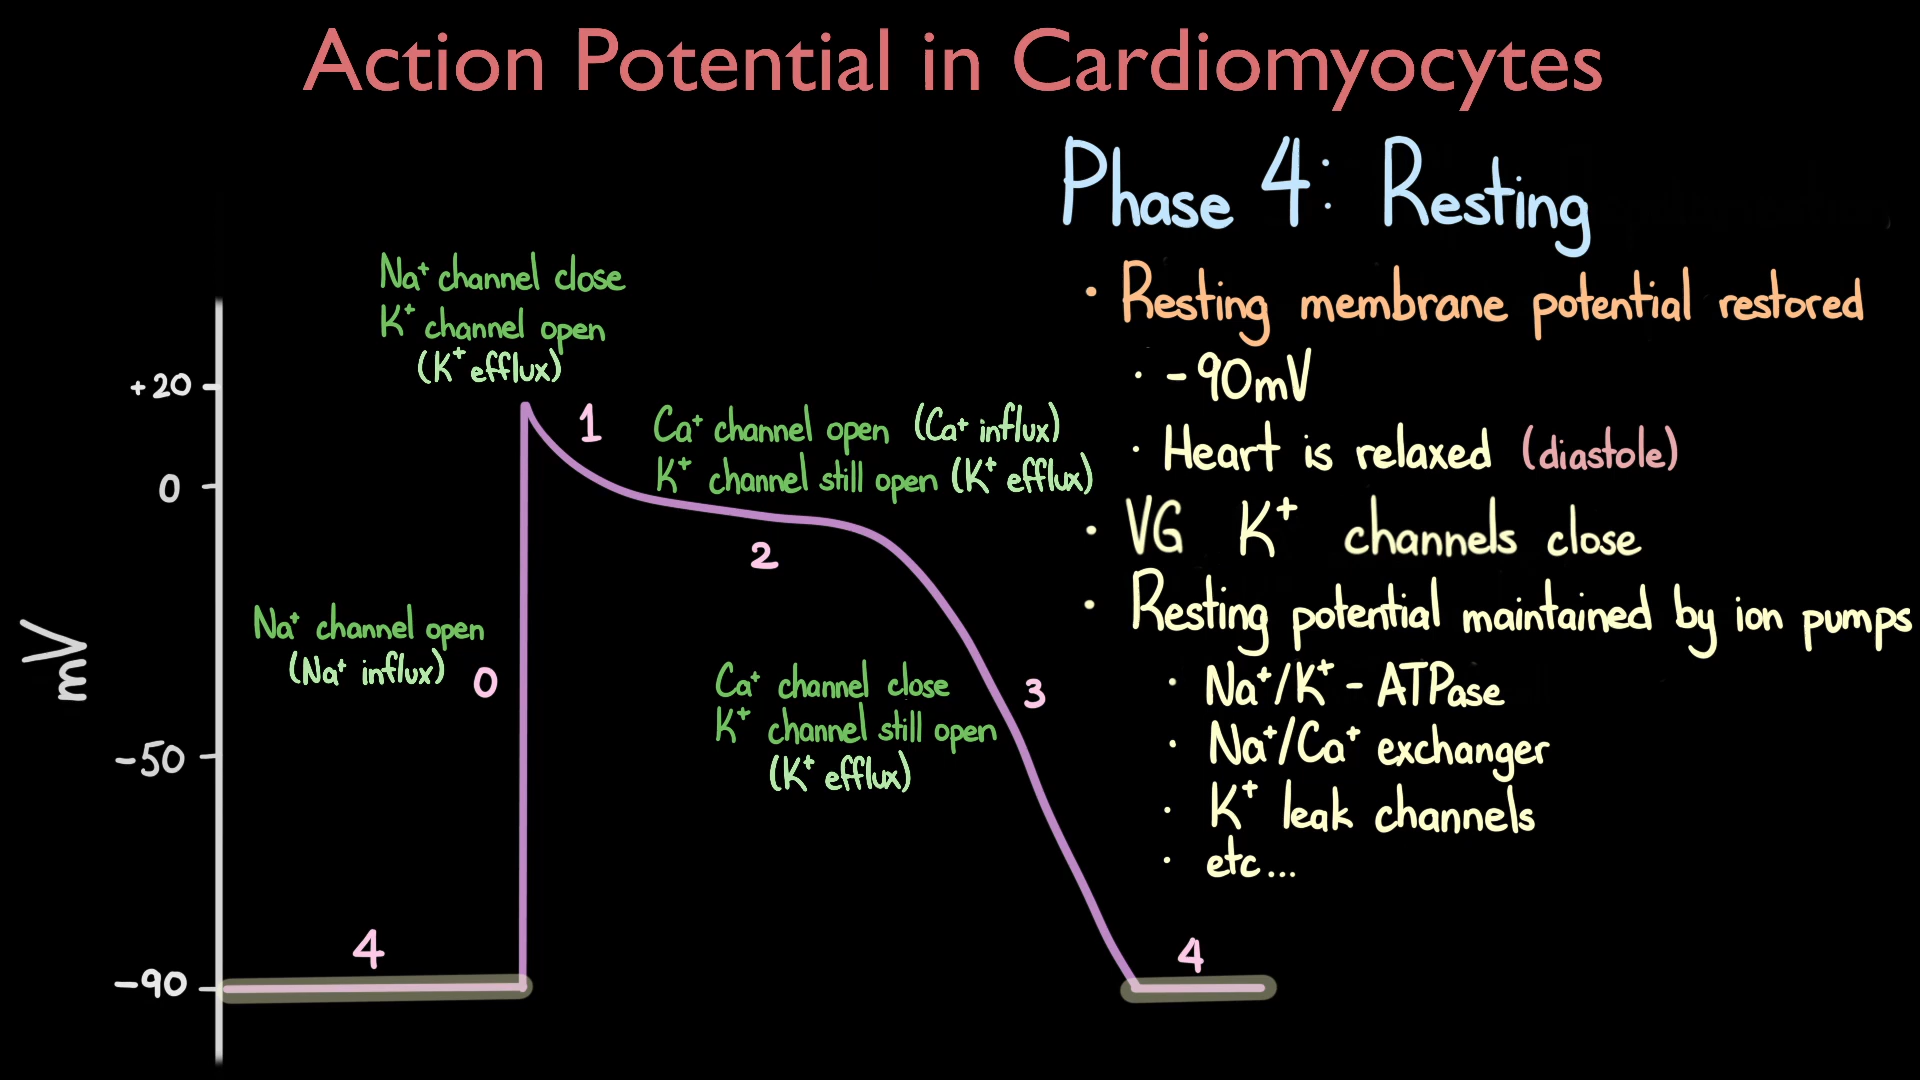 Action Potential in Cardiomyocytes
Phase 4: Resting
• Resting membrane potential restored
• -90mV
• Heart is relaxed (diastole)
• VG K⁺ channels close
• Resting potential maintained by ion pumps
• Na⁺/K⁺ - ATPase
• Na⁺/Ca⁺ exchanger
• K⁺ leak channels
• etc...
Na⁺ channel close
K⁺ channel open
(K⁺ efflux)
+20
1
Ca⁺ channel open (Ca⁺ influx)
K⁺ channel still open (K⁺ efflux)
0
2
Na⁺ channel open
(Na⁺ influx)
0
mV
Ca⁺ channel close
K⁺ channel still open
(K⁺ efflux)
3
-50
4
4
-90